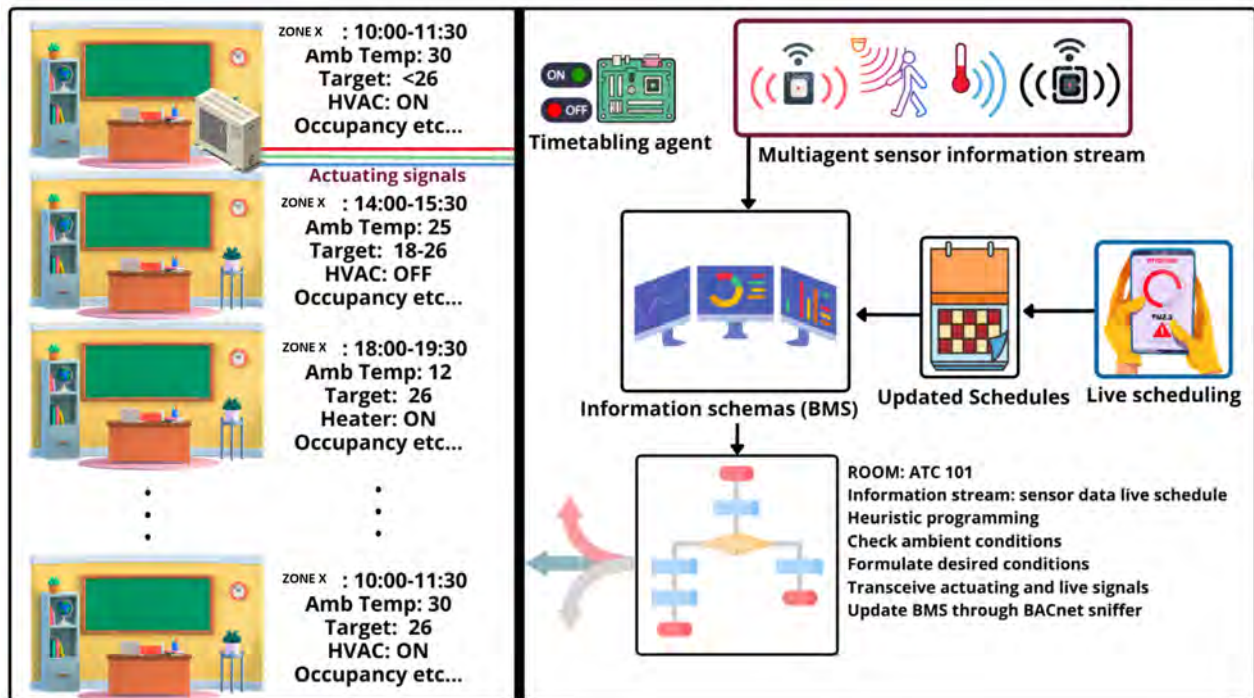 ZONE X : 10:00-11:30
Amb Temp: 30
Target: <26
HVAC: ON
Occupancy etc...
Actuating signals
ZONE X : 14:00-15:30
Amb Temp: 25
Target: 18-26
HVAC: OFF
Occupancy etc...
ZONE X : 18:00-19:30
Amb Temp: 12
Target: 26
Heater: ON
Occupancy etc...
ZONE X : 10:00-11:30
Amb Temp: 30
Target: 26
HVAC: ON
Occupancy etc...
ON
OFF
Timetabling agent
Multiagent sensor information stream
Information schemas (BMS)
Updated Schedules
Live scheduling
ROOM: ATC 101
Information stream: sensor data live schedule
Heuristic programming
Check ambient conditions
Formulate desired conditions
Transceive actuating and live signals
Update BMS through BACnet sniffer